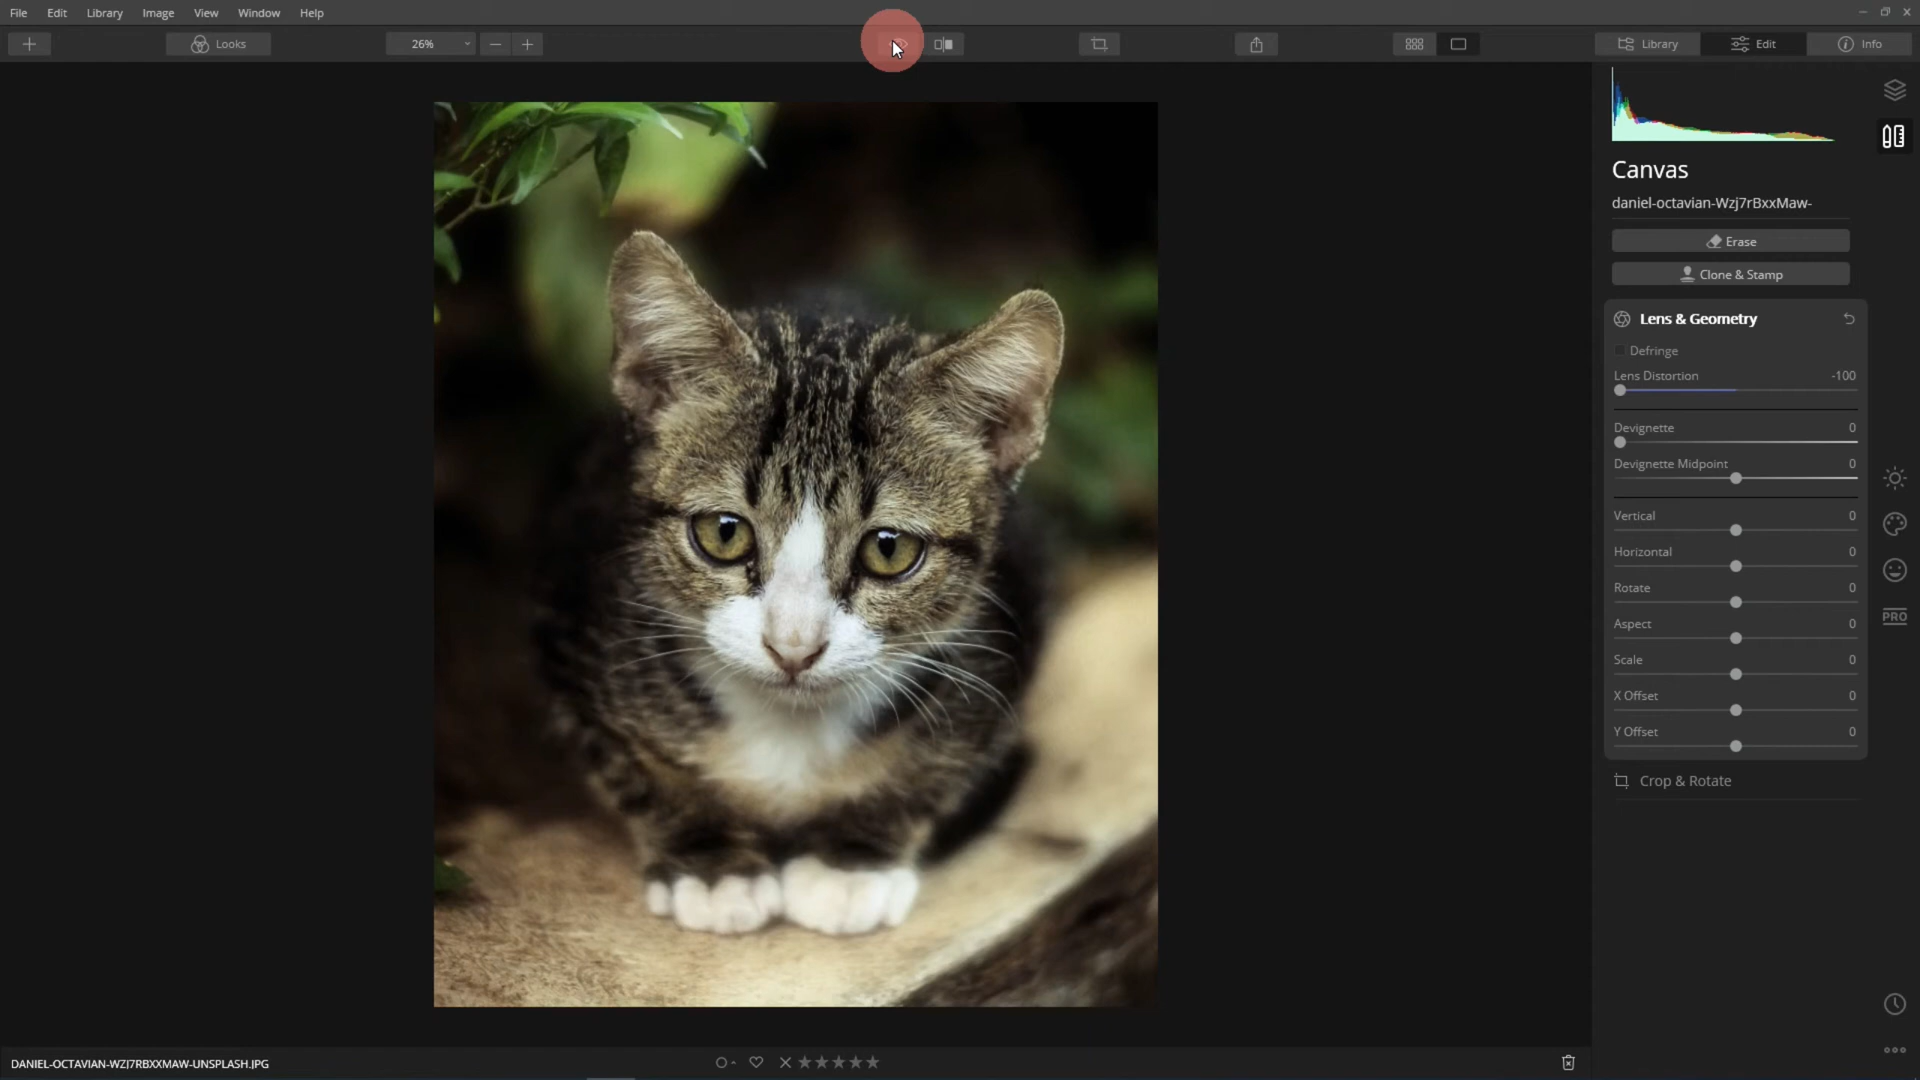 File Edit Library Image View Window Help
Looks 26% Library Edit Info
Canvas
daniel-octavian-Wzj7rBxxMaw-
Erase
Clone & Stamp
Lens & Geometry
Defringe
Lens Distortion -100
Devignette 0
Devignette Midpoint 0
Vertical 0
Horizontal 0
Rotate 0
Aspect 0
Scale 0
X Offset 0
Y Offset 0
PRO
Crop & Rotate
DANIEL-OCTAVIAN-WZJ7RBXXMAW-UNSPLASH.JPG